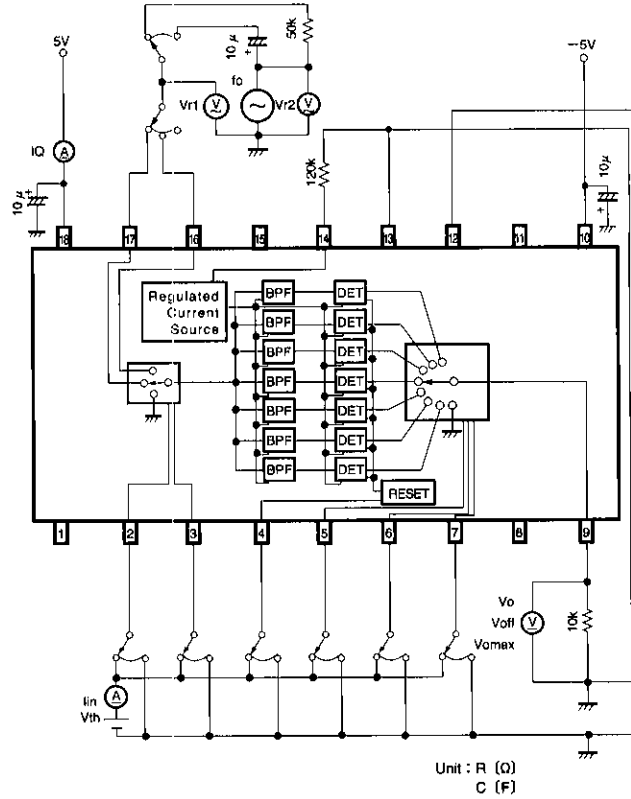 5V
10 μ
+
50k
−5V
fo
Vr1
Vr2
V
~
V
IQ
A
10 μ
+
120k
10μ
+
18
17
16
15
14
13
12
11
10
Regulated
Current
Source
BPF
DET
BPF
DET
BPF
DET
BPF
DET
BPF
DET
BPF
DET
BPF
DET
RESET
1
2
3
4
5
6
7
8
9
Vo
Voff
Vomax
V
10k
A
Iin
Vth
Unit : R (Ω)
C (F)